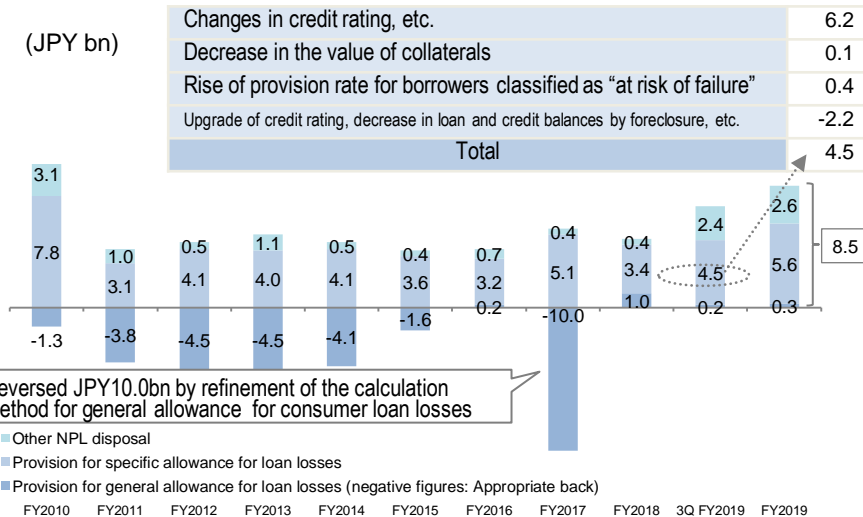 (JPY bn)
Changes in credit rating, etc. 6.2
Decrease in the value of collaterals 0.1
Rise of provision rate for borrowers classified as “at risk of failure” 0.4
Upgrade of credit rating, decrease in loan and credit balances by foreclosure, etc. -2.2
Total 4.5
3.1 1.0 0.5 1.1 0.5 0.4 0.7 0.4 0.4 2.4 2.6
7.8 3.1 4.1 4.0 4.1 3.6 3.2 5.1 3.4 4.5 5.6
8.5
-1.3 -3.8 -4.5 -4.5 -4.1 -1.6 0.2 -10.0 1.0 0.2 0.3
eversed JPY10.0bn by refinement of the calculation
ethod for general allowance for consumer loan losses
Other NPL disposal
Provision for specific allowance for loan losses
Provision for general allowance for loan losses (negative figures: Appropriate back)
FY2010 FY2011 FY2012 FY2013 FY2014 FY2015 FY2016 FY2017 FY2018 3Q FY2019 FY2019